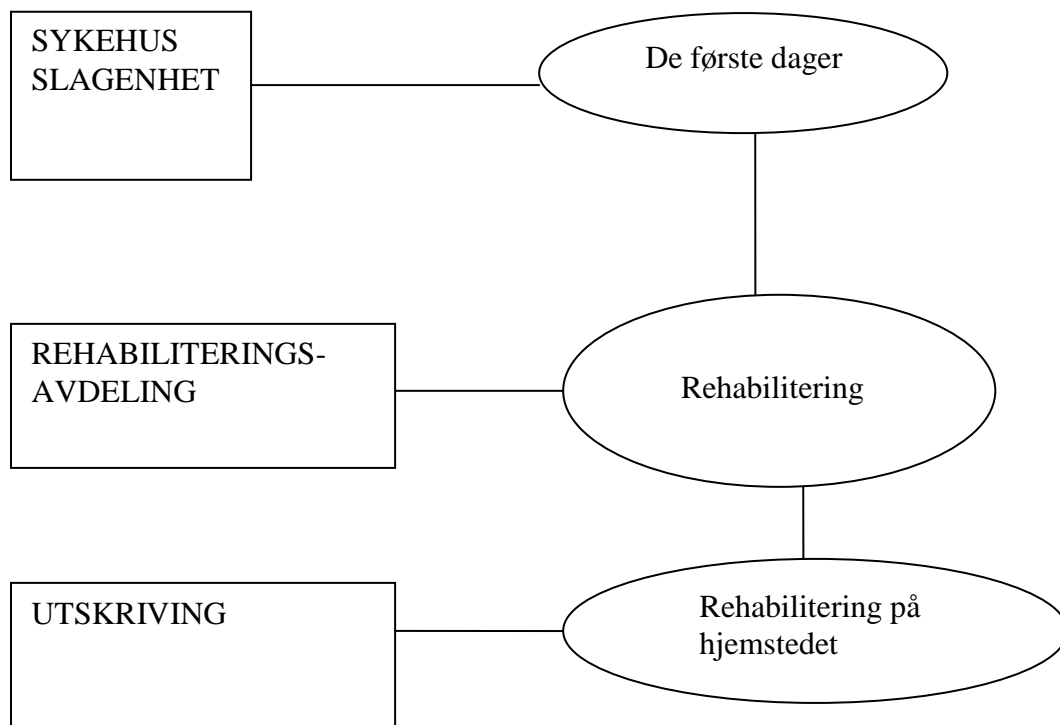 SYKEHUS
SLAGENHET
De første dager
REHABILITERINGS-
AVDELING
Rehabilitering
UTSKRIVING
Rehabilitering på
hjemstedet